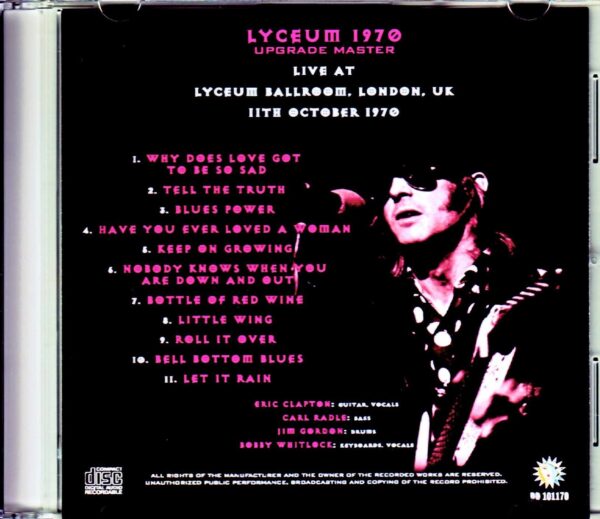 LYCEUM 1970
UPGRADE MASTER
LIVE AT
LYCEUM BALLROOM, LONDON, UK
11TH OCTOBER 1970
1. WHY DOES LOVE GOT
TO BE SO SAD
2. TELL THE TRUTH
3. BLUES POWER
4. HAVE YOU EVER LOVED A WOMAN
5. KEEP ON GROWING
6. NOBODY KNOWS WHEN YOU
ARE DOWN AND OUT
7. BOTTLE OF RED WINE
8. LITTLE WING
9. ROLL IT OVER
10. BELL BOTTOM BLUES
11. LET IT RAIN
ERIC CLAPTON: GUITAR, VOCALS
CARL RADLE: BASS
JIM GORDON: DRUMS
BOBBY WHITLOCK: KEYBOARDS, VOCALS
COMPACT
disc
DIGITAL AUDIO
RECORDABLE
ALL RIGHTS OF THE MANUFACTURER AND THE OWNER OF THE RECORDED WORKS ARE RESERVED.
UNAUTHORIZED PUBLIC PERFORMANCE, BROADCASTING AND COPYING OF THE RECORD PROHIBITED.
DD 101170